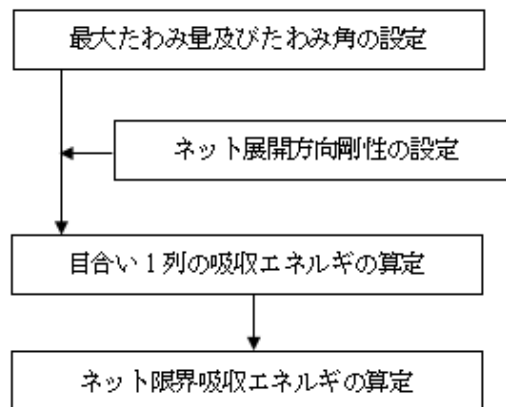 最大たわみ量及びたわみ角の設定
ネット展開方向剛性の設定
目合い１列の吸収エネルギの算定
ネット限界吸収エネルギの算定